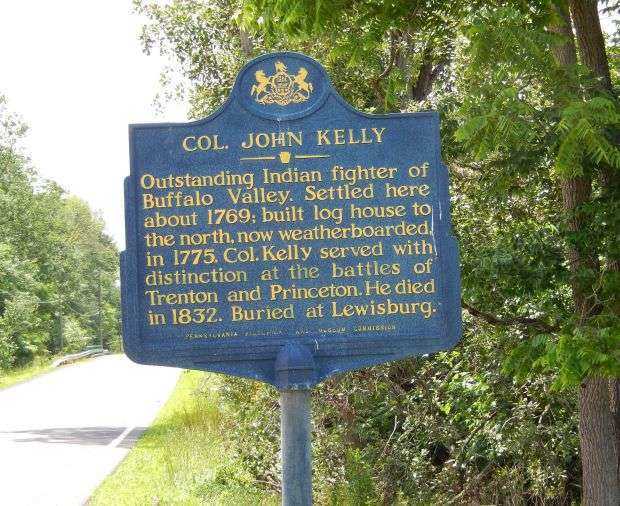 COL. JOHN KELLY
Outstanding Indian fighter of
Buffalo Valley. Settled here
about 1769; built log house to
the north, now weatherboarded,
in 1775. Col. Kelly served with
distinction at the battles of
Trenton and Princeton. He died
in 1832. Buried at Lewisburg.
PENNSYLVANIA HISTORICAL AND MUSEUM COMMISSION